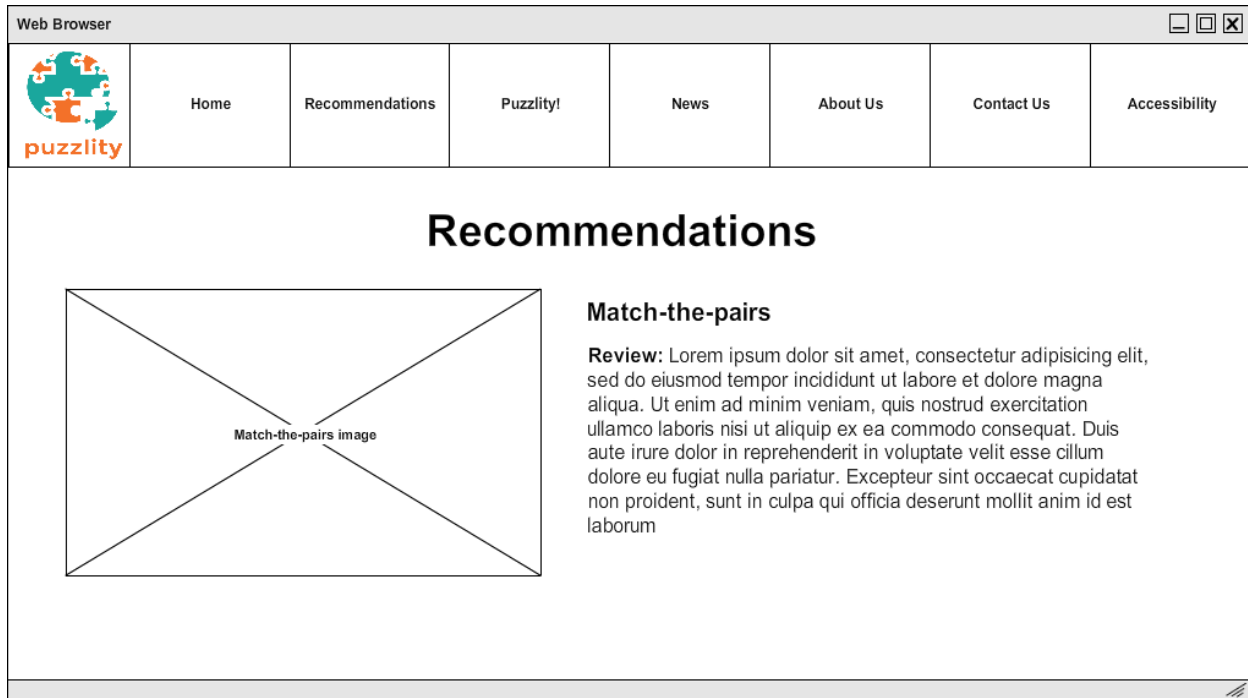 Web Browser
puzzlity
Home
Recommendations
Puzzlity!
News
About Us
Contact Us
Accessibility
Recommendations
Match-the-pairs image
Match-the-pairs
Review: Lorem ipsum dolor sit amet, consectetur adipisicing elit,
sed do eiusmod tempor incididunt ut labore et dolore magna
aliqua. Ut enim ad minim veniam, quis nostrud exercitation
ullamco laboris nisi ut aliquip ex ea commodo consequat. Duis
aute irure dolor in reprehenderit in voluptate velit esse cillum
dolore eu fugiat nulla pariatur. Excepteur sint occaecat cupidatat
non proident, sunt in culpa qui officia deserunt mollit anim id est
laborum